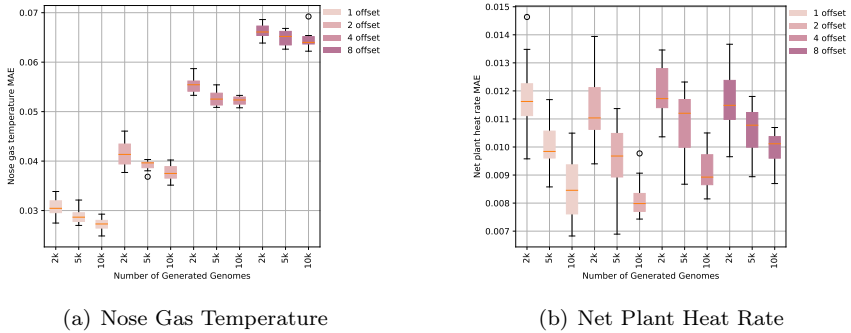 0.07
0.06
0.05
0.04
0.03
Nose gas temperature MAE
2k
5k
10k
2k
5k
10k
2k
5k
10k
2k
5k
10k
Number of Generated Genomes
1 offset
2 offset
4 offset
8 offset
(a) Nose Gas Temperature
0.015
0.014
0.013
0.012
0.011
0.010
0.009
0.008
0.007
Net plant heat rate MAE
2k
5k
10k
2k
5k
10k
2k
5k
10k
2k
5k
10k
Number of Generated Genomes
1 offset
2 offset
4 offset
8 offset
(b) Net Plant Heat Rate